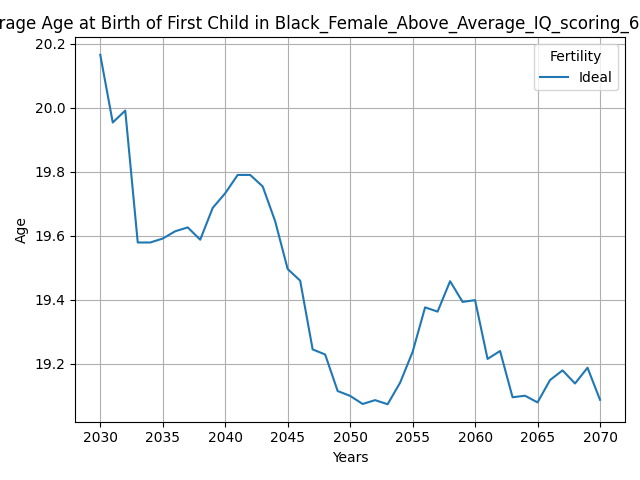 rage Age at Birth of First Child in Black_Female_Above_Average_IQ_scoring_6
Fertility
Ideal
Age
20.2
20.0
19.8
19.6
19.4
19.2
2030 2035 2040 2045 2050 2055 2060 2065 2070
Years